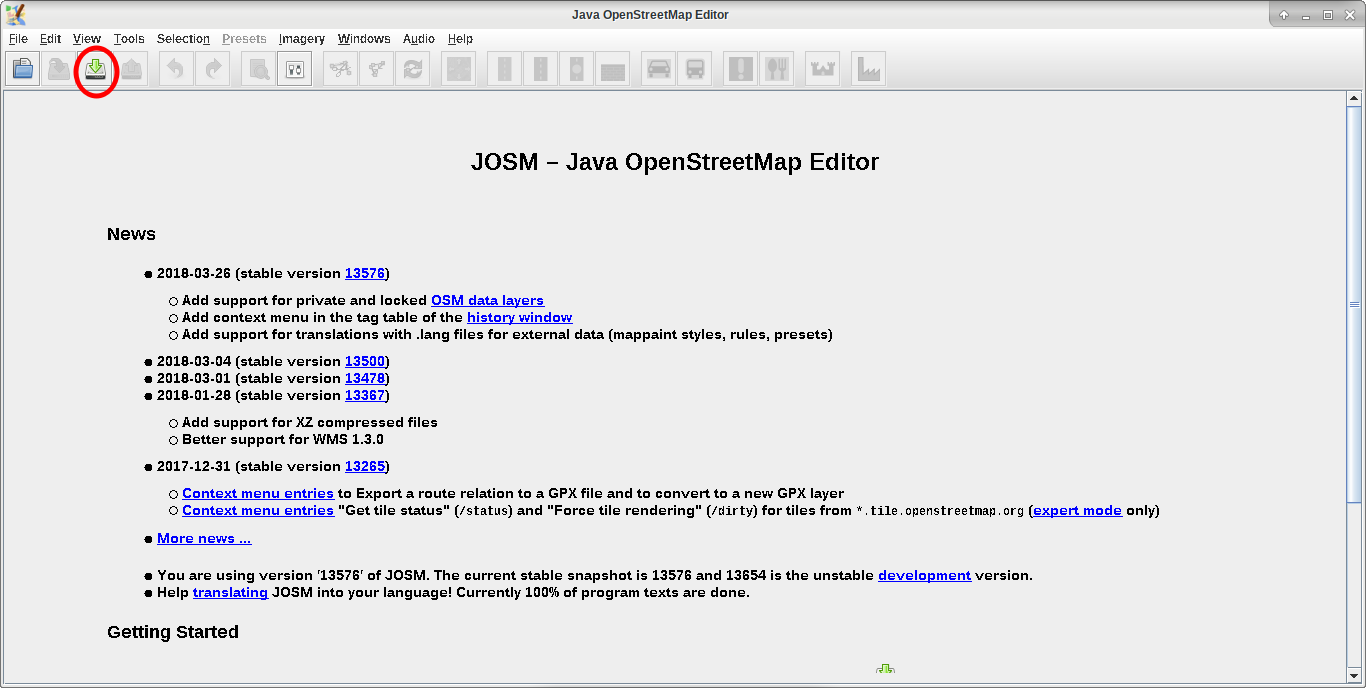 Java OpenStreetMap Editor
File Edit View Tools Selection Presets Imagery Windows Audio Help
JOSM – Java OpenStreetMap Editor
News
2018-03-26 (stable version 13576)
Add support for private and locked OSM data layers
Add context menu in the tag table of the history window
Add support for translations with .lang files for external data (mappaint styles, rules, presets)
2018-03-04 (stable version 13500)
2018-03-01 (stable version 13478)
2018-01-28 (stable version 13367)
Add support for XZ compressed files
Better support for WMS 1.3.0
2017-12-31 (stable version 13265)
Context menu entries to Export a route relation to a GPX file and to convert to a new GPX layer
Context menu entries "Get tile status" (/status) and "Force tile rendering" (/dirty) for tiles from *.tile.openstreetmap.org (expert mode only)
More news ...
You are using version '13576' of JOSM. The current stable snapshot is 13576 and 13654 is the unstable development version.
Help translating JOSM into your language! Currently 100% of program texts are done.
Getting Started